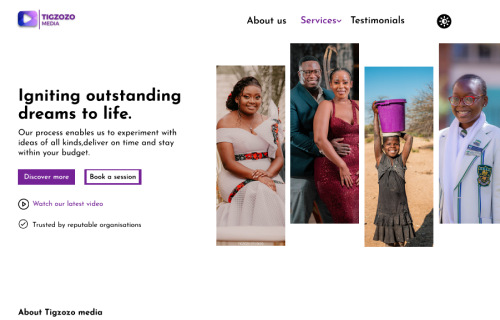 TIGZOZO
MEDIA
About us
Services
Testimonials
Igniting outstanding
dreams to life.
Our process enables us to experiment with
ideas of all kinds,deliver on time and stay
within your budget.
Discover more
Book a session
Watch our latest video
Trusted by reputable organisations
About Tigzozo media